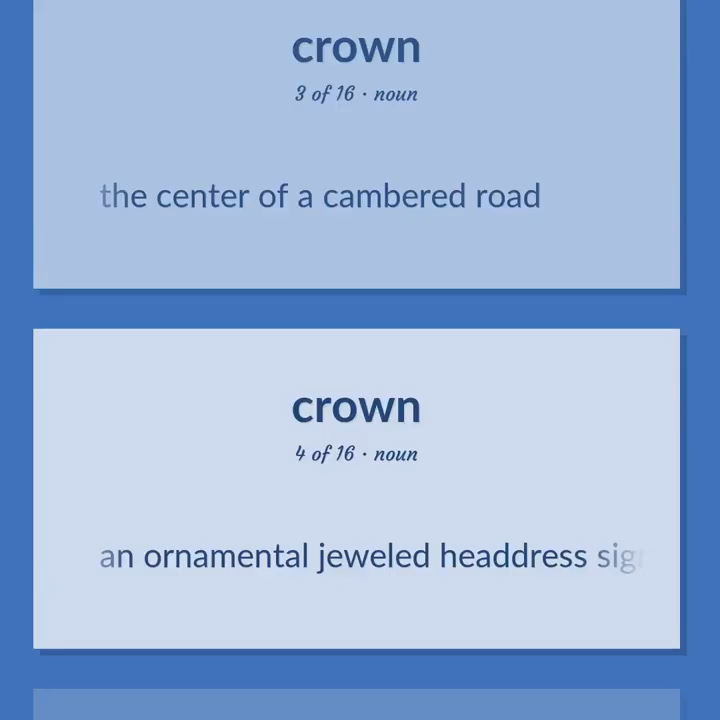 crown
3 of 16 · noun
the center of a cambered road
crown
4 of 16 · noun
an ornamental jeweled headdress